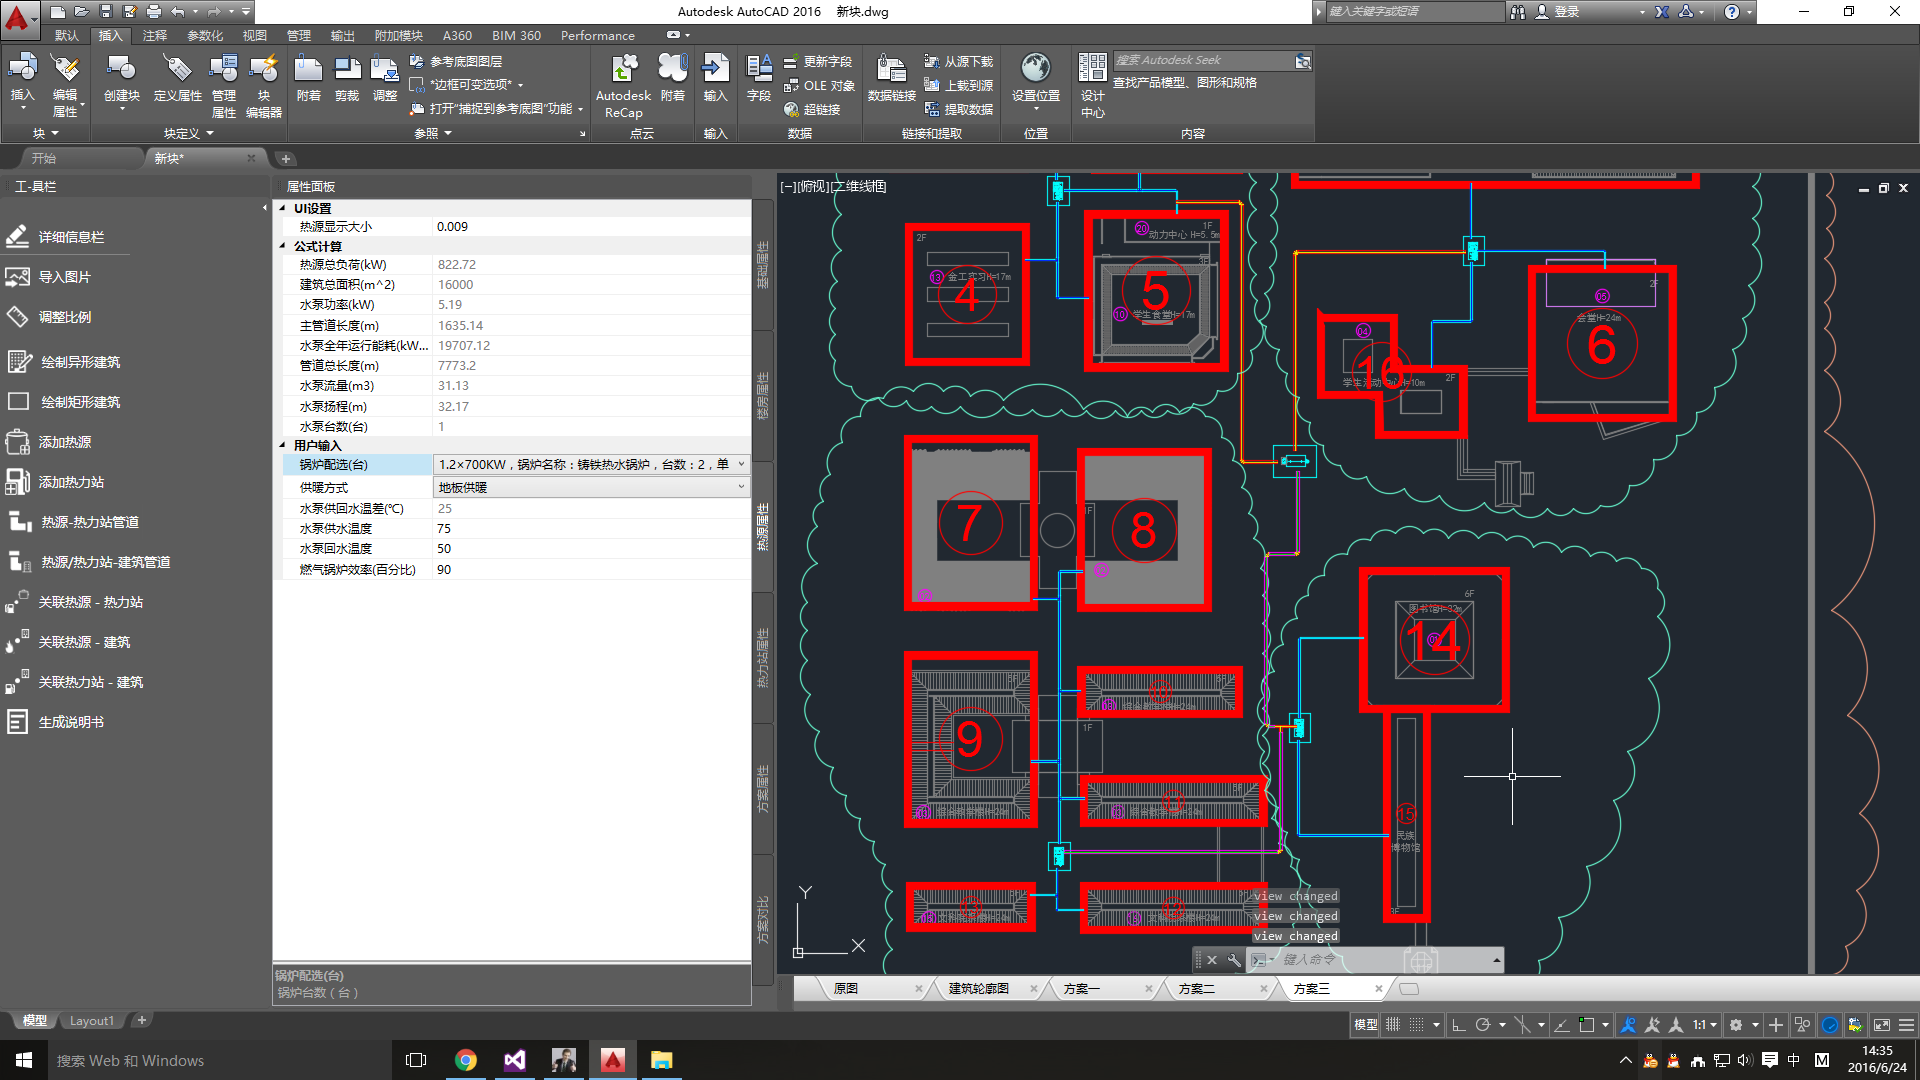 Autodesk AutoCAD 2016    新块.dwg
键入关键字或短语
登录
默认
插入
注释
参数化
视图
管理
输出
附加模块
A360
BIM 360
Performance
插入
编辑属性
创建块
定义属性
管理属性
块编辑器
附着
剪裁
调整
参考底图图层
*边框可变选项*
打开“捕捉到参考底图”功能
Autodesk ReCap
附着
输入
字段
更新字段
OLE 对象
超链接
数据链接
从源下载
上载到源
提取数据
设置位置
设计中心
搜索 Autodesk Seek
查找产品模型、图形和规格
块
块定义
参照
点云
输入
数据
链接和提取
位置
内容
开始
新块*
工具栏
详细信息栏
导入图片
调整比例
绘制异形建筑
绘制矩形建筑
添加热源
添加热力站
热源-热力站管道
热源/热力站-建筑管道
关联热源 - 热力站
关联热源 - 建筑
关联热力站 - 建筑
生成说明书
属性面板
UI设置
热源显示大小 0.009
公式计算
热源总负荷(kW) 822.72
建筑总面积(m^2) 16000
水泵功率(kW) 5.19
主管道长度(m) 1635.14
水泵全年运行能耗(kW... 19707.12
管道总长度(m) 7773.2
水泵流量(m3) 31.13
水泵扬程(m) 32.17
水泵台数(台) 1
用户输入
锅炉配选(台) 1.2×700KW，锅炉名称：铸铁热水锅炉，台数：2，单
供暖方式 地板供暖
水泵供回水温差(℃) 25
水泵供水温度 75
水泵回水温度 50
燃气锅炉效率(百分比) 90
锅炉配选(台)
锅炉台数（台）
基础属性
楼房属性
热源属性
热力站属性
方案属性
方案对比
[−][俯视][二维线框]
2F
13
金工实习H=17m
4
20
1F
动力中心 H=5.5m
5
10
学生食堂H=17m
04
16
学生活动中心H=10m
2F
2F
05
会堂H=24m
6
7
8
1F
02
12
9
5F
1F
10
11
13
12
6F
图书馆H=32m
14
01
15
民族
博物馆
Y
X
view changed
view changed
view changed
键入命令
原图
建筑轮廓图
方案一
方案二
方案三
模型
Layout1
模型
1:1
搜索 Web 和 Windows
中
M
14:35
2016/6/24